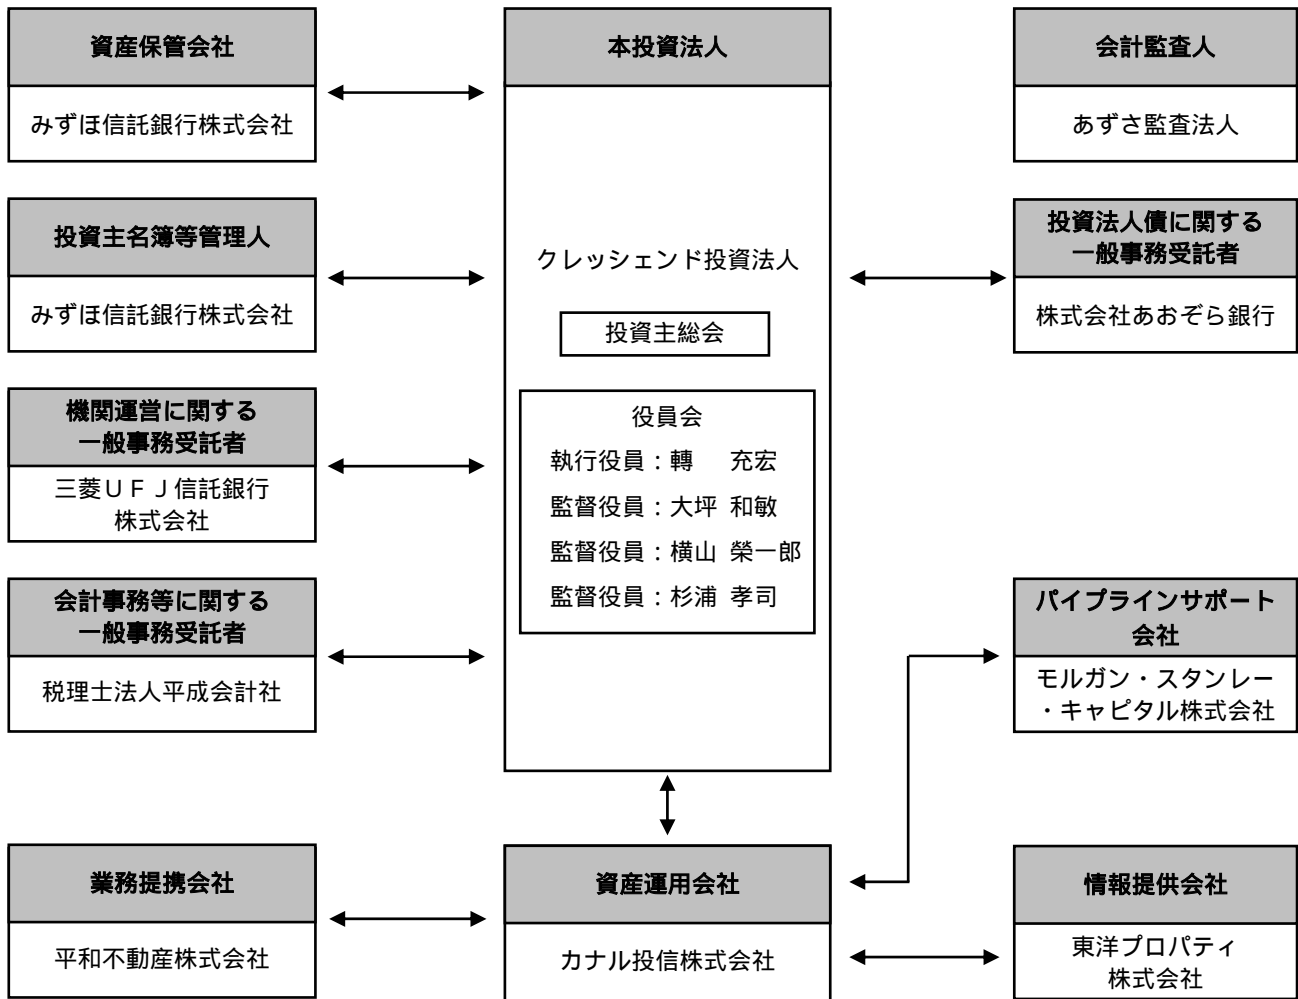 資産保管会社
みずほ信託銀行株式会社
投資主名簿等管理人
みずほ信託銀行株式会社
機関運営に関する
一般事務受託者
三菱ＵＦＪ信託銀行
株式会社
会計事務等に関する
一般事務受託者
税理士法人平成会計社
業務提携会社
平和不動産株式会社
本投資法人
クレッシェンド投資法人
投資主総会
役員会
執行役員：轉　充宏
監督役員：大坪 和敏
監督役員：横山 榮一郎
監督役員：杉浦 孝司
資産運用会社
カナル投信株式会社
会計監査人
あずさ監査法人
投資法人債に関する
一般事務受託者
株式会社あおぞら銀行
パイプラインサポート
会社
モルガン・スタンレー
・キャピタル株式会社
情報提供会社
東洋プロパティ
株式会社